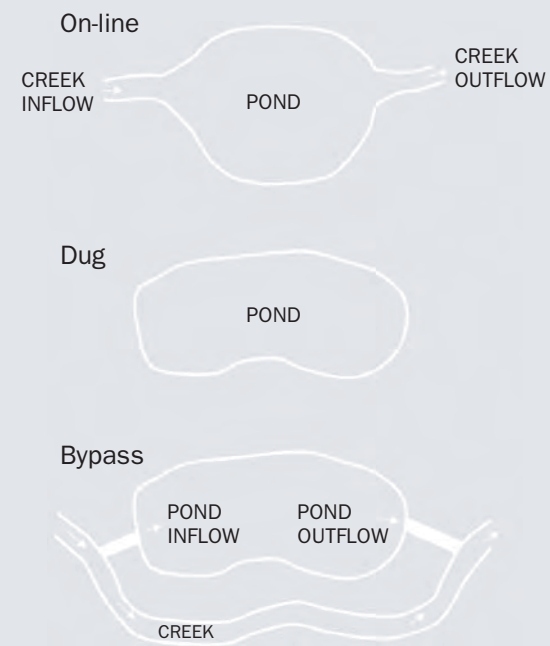 On-line
CREEK
INFLOW
POND
CREEK
OUTFLOW
Dug
POND
Bypass
POND
INFLOW
POND
OUTFLOW
CREEK